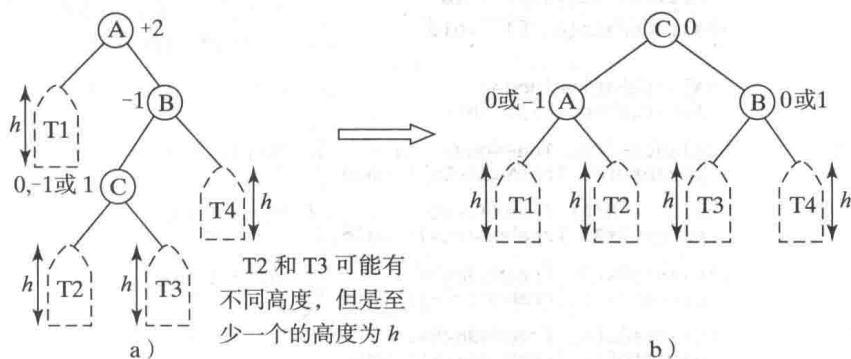 A +2
C 0
-1 B
0或-1 A
B 0或1
h T1
0,-1或 1 C
T4 h
h T1
h T2
h T3
T4 h
h T2
h T3
T2 和 T3 可能有
不同高度，但是至
少一个的高度为 h
a）
b）